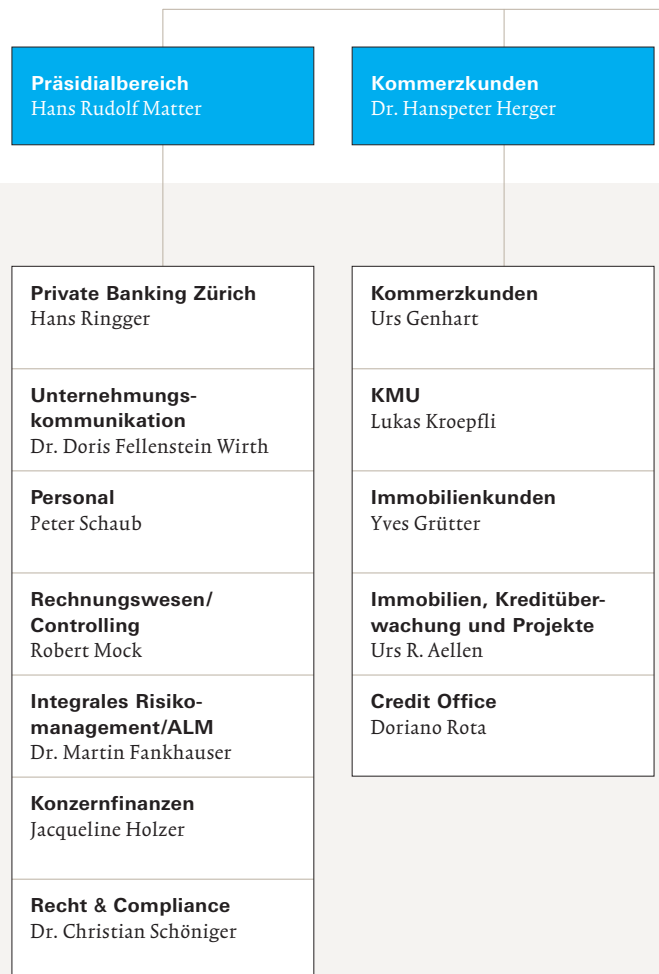 Präsidialbereich
Hans Rudolf Matter
Kommerzkunden
Dr. Hanspeter Herger
Private Banking Zürich
Hans Ringger
Unternehmungs-
kommunikation
Dr. Doris Fellenstein Wirth
Personal
Peter Schaub
Rechnungswesen/
Controlling
Robert Mock
Integrales Risiko-
management/ALM
Dr. Martin Fankhauser
Konzernfinanzen
Jacqueline Holzer
Recht & Compliance
Dr. Christian Schöniger
Kommerzkunden
Urs Genhart
KMU
Lukas Kroepfli
Immobilienkunden
Yves Grütter
Immobilien, Kreditüber-
wachung und Projekte
Urs R. Aellen
Credit Office
Doriano Rota